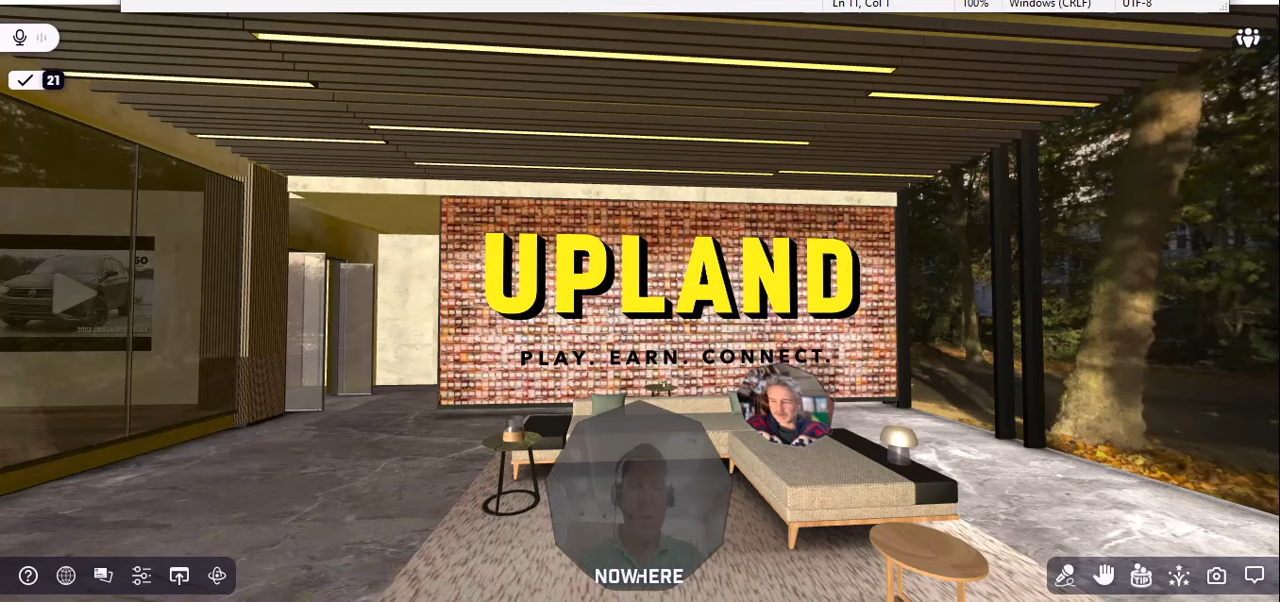 Ln 11, Col 1
100%
Windows (CRLF)
UTF-8
21
UPLAND
PLAY. EARN. CONNECT.
TIP
NOWHERE